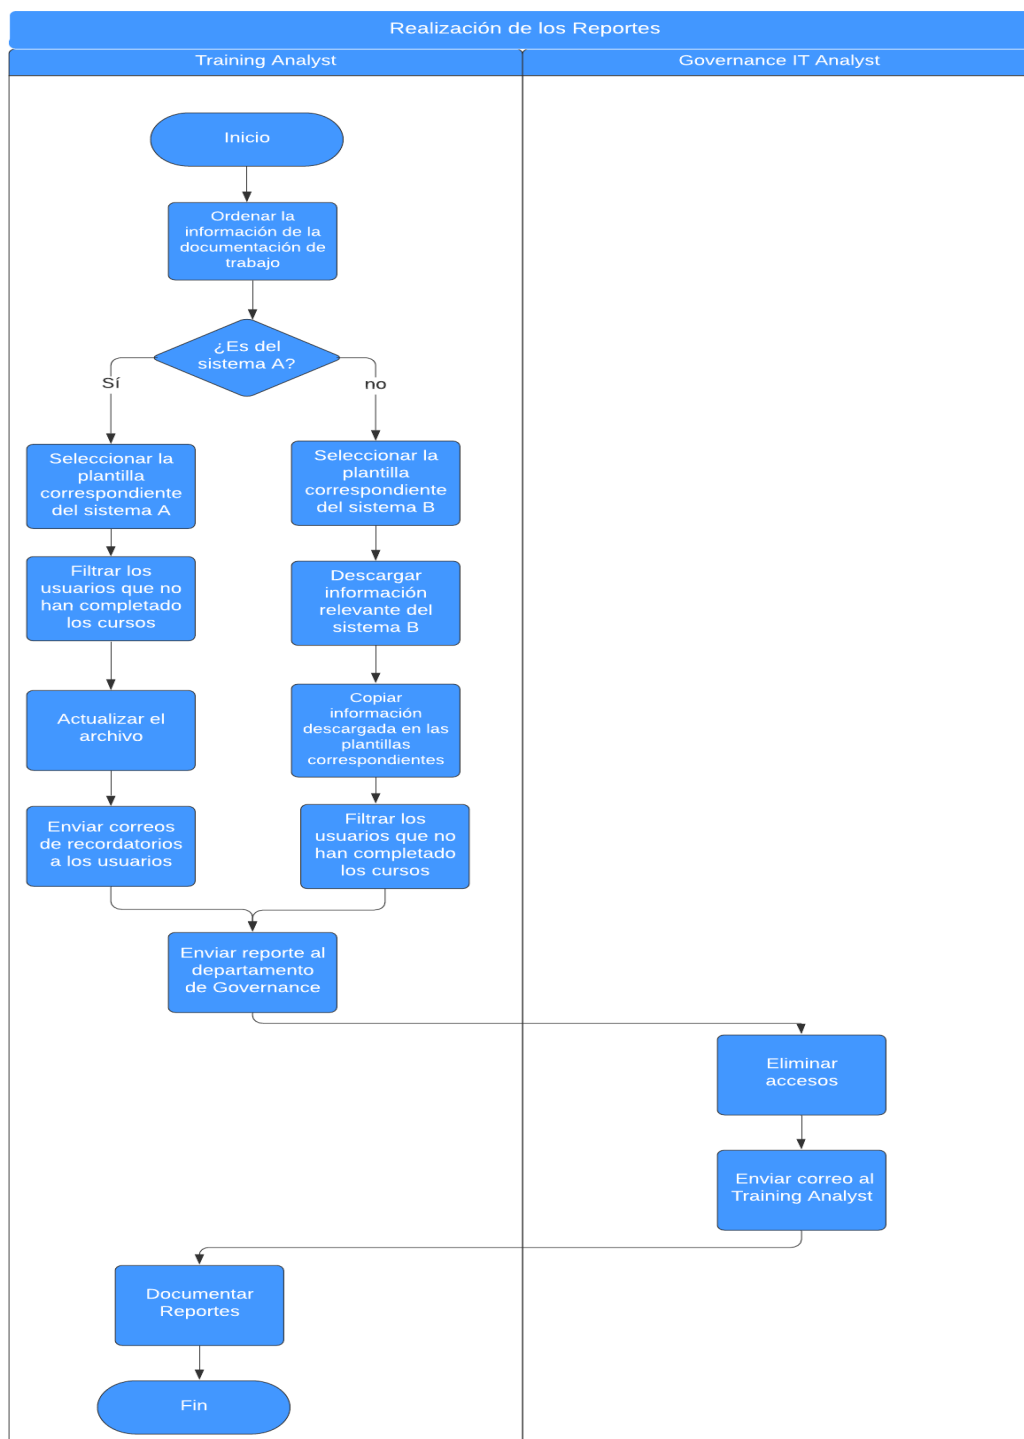 Realización de los Reportes
Training Analyst
Governance IT Analyst
Inicio
Ordenar la
información de la
documentación de
trabajo
¿Es del
sistema A?
Sí
no
Seleccionar la
plantilla
correspondiente
del sistema A
Seleccionar la
plantilla
correspondiente
del sistema B
Filtrar los
usuarios que no
han completado
los cursos
Descargar
información
relevante del
sistema B
Actualizar el
archivo
Copiar
información
descargada en las
plantillas
correspondientes
Enviar correos
de recordatorios
a los usuarios
Filtrar los
usuarios que no
han completado
los cursos
Enviar reporte al
departamento
de Governance
Eliminar
accesos
Enviar correo al
Training Analyst
Documentar
Reportes
Fin